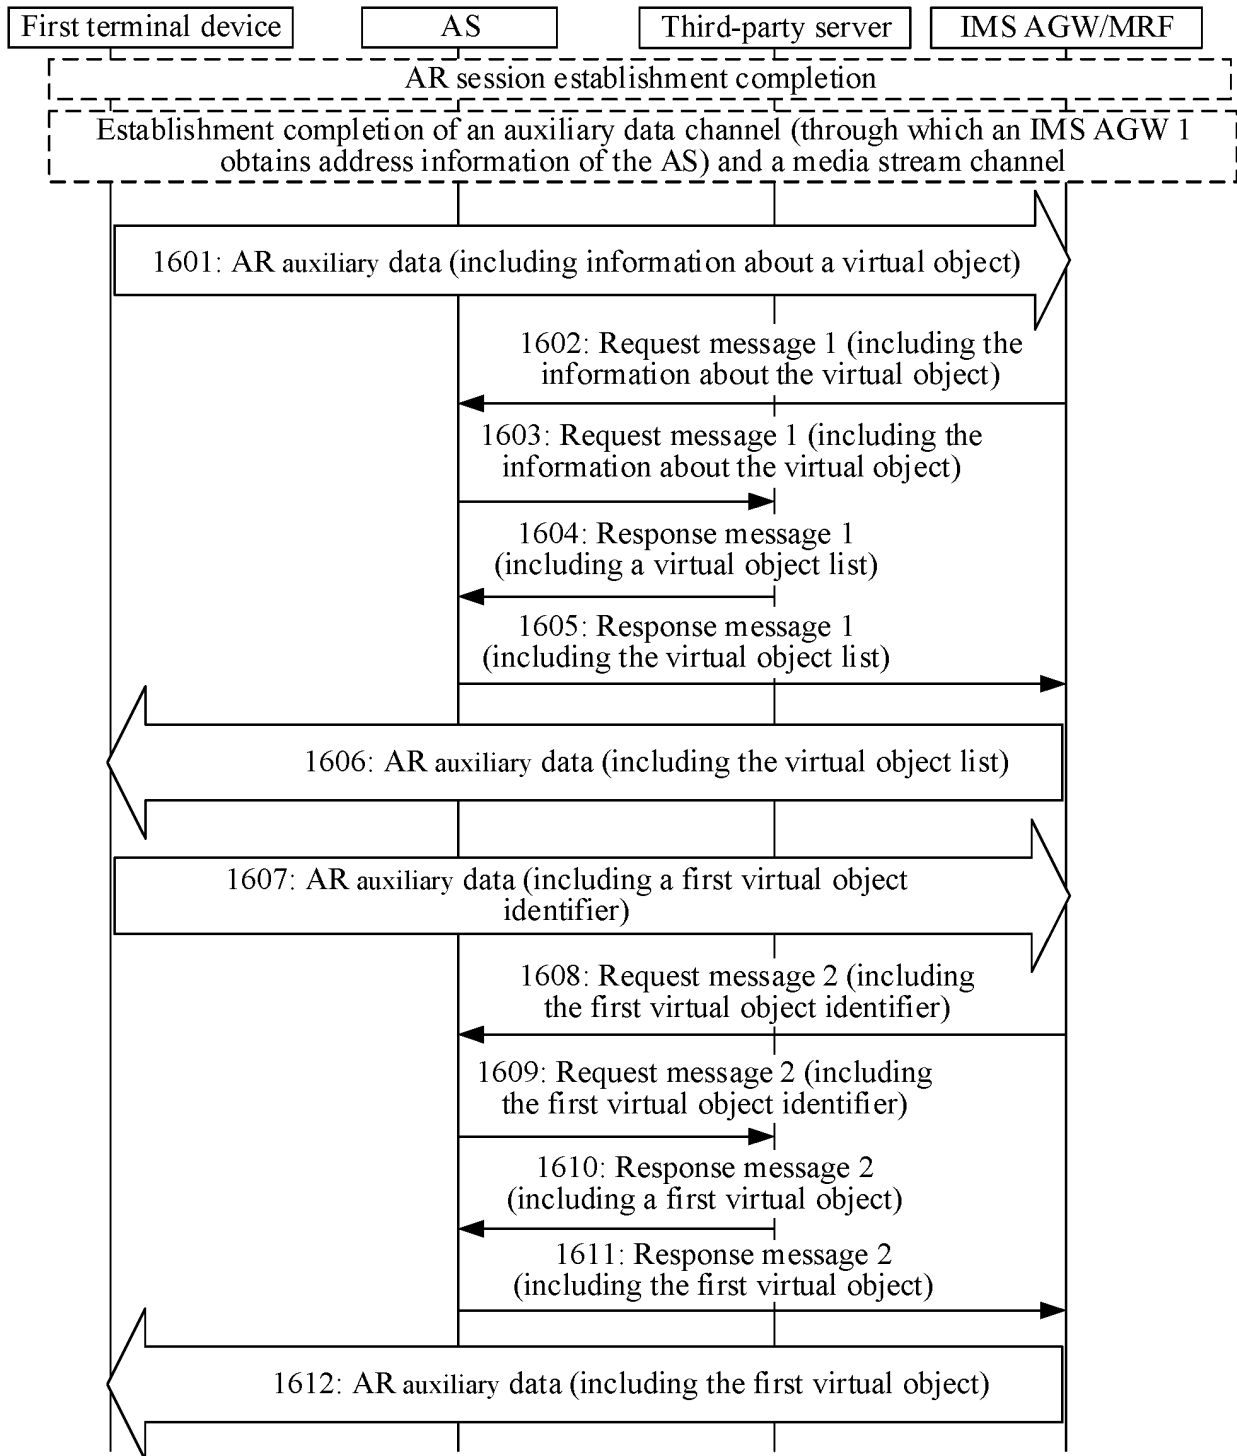 First terminal device
AS
Third-party server
IMS AGW/MRF
AR session establishment completion
Establishment completion of an auxiliary data channel (through which an IMS AGW 1
obtains address information of the AS) and a media stream channel
1601: AR auxiliary data (including information about a virtual object)
1602: Request message 1 (including the
information about the virtual object)
1603: Request message 1 (including the
information about the virtual object)
1604: Response message 1
(including a virtual object list)
1605: Response message 1
(including the virtual object list)
1606: AR auxiliary data (including the virtual object list)
1607: AR auxiliary data (including a first virtual object
identifier)
1608: Request message 2 (including
the first virtual object identifier)
1609: Request message 2 (including
the first virtual object identifier)
1610: Response message 2
(including a first virtual object)
1611: Response message 2
(including the first virtual object)
1612: AR auxiliary data (including the first virtual object)